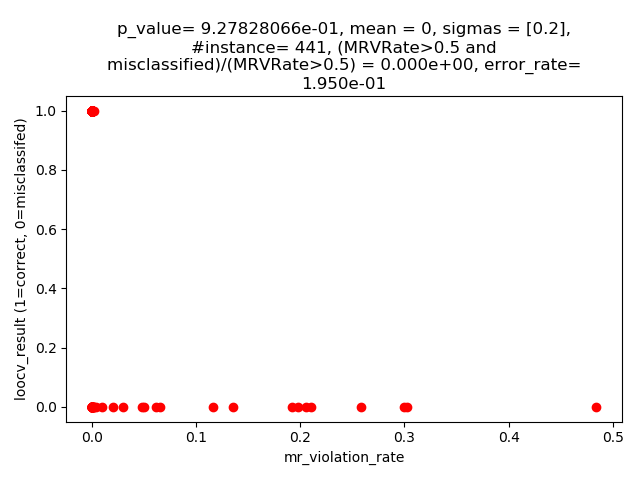 p_value= 9.27828066e-01, mean = 0, sigmas = [0.2],
#instance= 441, (MRVRate>0.5 and
misclassified)/(MRVRate>0.5) = 0.000e+00, error_rate=
1.950e-01
loocv_result (1=correct, 0=misclassifed)
1.0
0.8
0.6
0.4
0.2
0.0
0.0 0.1 0.2 0.3 0.4 0.5
mr_violation_rate